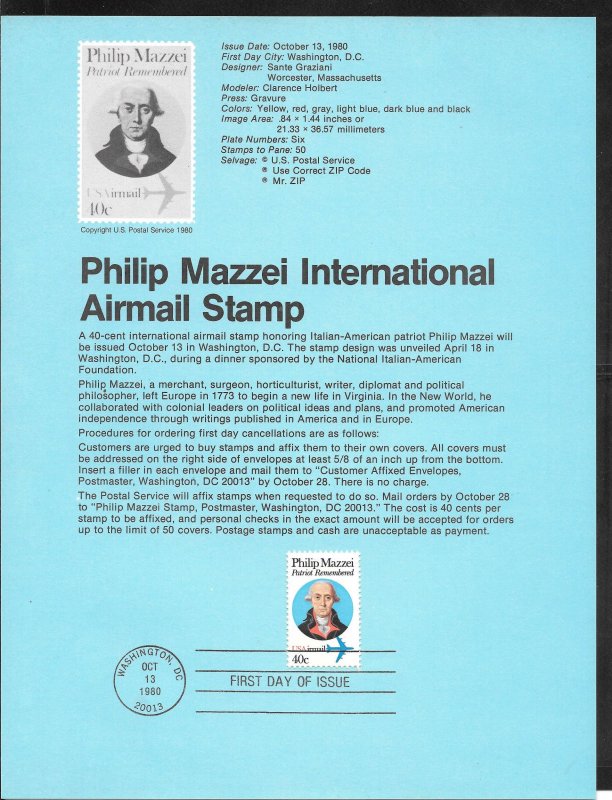 Philip Mazzei
Patriot Remembered
USAirmail
40c
Copyright U.S. Postal Service 1980
Issue Date: October 13, 1980
First Day City: Washington, D.C.
Designer: Sante Graziani
Worcester, Massachusetts
Modeler: Clarence Holbert
Press: Gravure
Colors: Yellow, red, gray, light blue, dark blue and black
Image Area: .84 × 1.44 inches or
21.33 × 36.57 millimeters
Plate Numbers: Six
Stamps to Pane: 50
Selvage: © U.S. Postal Service
® Use Correct ZIP Code
® Mr. ZIP
Philip Mazzei International
Airmail Stamp
A 40-cent international airmail stamp honoring Italian-American patriot Philip Mazzei will
be issued October 13 in Washington, D.C. The stamp design was unveiled April 18 in
Washington, D.C., during a dinner sponsored by the National Italian-American
Foundation.
Philip Mazzei, a merchant, surgeon, horticulturist, writer, diplomat and political
philosopher, left Europe in 1773 to begin a new life in Virginia. In the New World, he
collaborated with colonial leaders on political ideas and plans, and promoted American
independence through writings published in America and in Europe.
Procedures for ordering first day cancellations are as follows:
Customers are urged to buy stamps and affix them to their own covers. All covers must
be addressed on the right side of envelopes at least 5/8 of an inch up from the bottom.
Insert a filler in each envelope and mail them to "Customer Affixed Envelopes,
Postmaster, Washington, DC 20013" by October 28. There is no charge.
The Postal Service will affix stamps when requested to do so. Mail orders by October 28
to "Philip Mazzei Stamp, Postmaster, Washington, DC 20013." The cost is 40 cents per
stamp to be affixed, and personal checks in the exact amount will be accepted for orders
up to the limit of 50 covers. Postage stamps and cash are unacceptable as payment.
Philip Mazzei
Patriot Remembered
USAirmail
40c
WASHINGTON, DC
OCT
13
1980
20013
FIRST DAY OF ISSUE